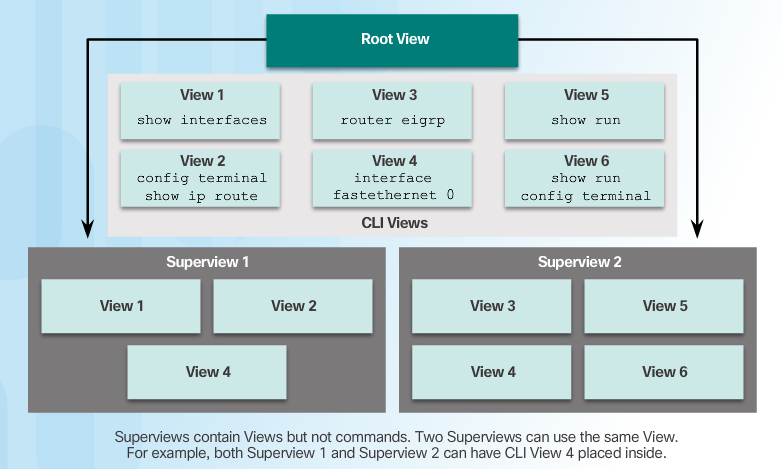 Root View
View 1
show interfaces
View 3
router eigrp
View 5
show run
View 2
config terminal
show ip route
View 4
interface
fastethernet 0
View 6
show run
config terminal
CLI Views
Superview 1
View 1
View 2
View 4
Superview 2
View 3
View 5
View 4
View 6
Superviews contain Views but not commands. Two Superviews can use the same View.
For example, both Superview 1 and Superview 2 can have CLI View 4 placed inside.